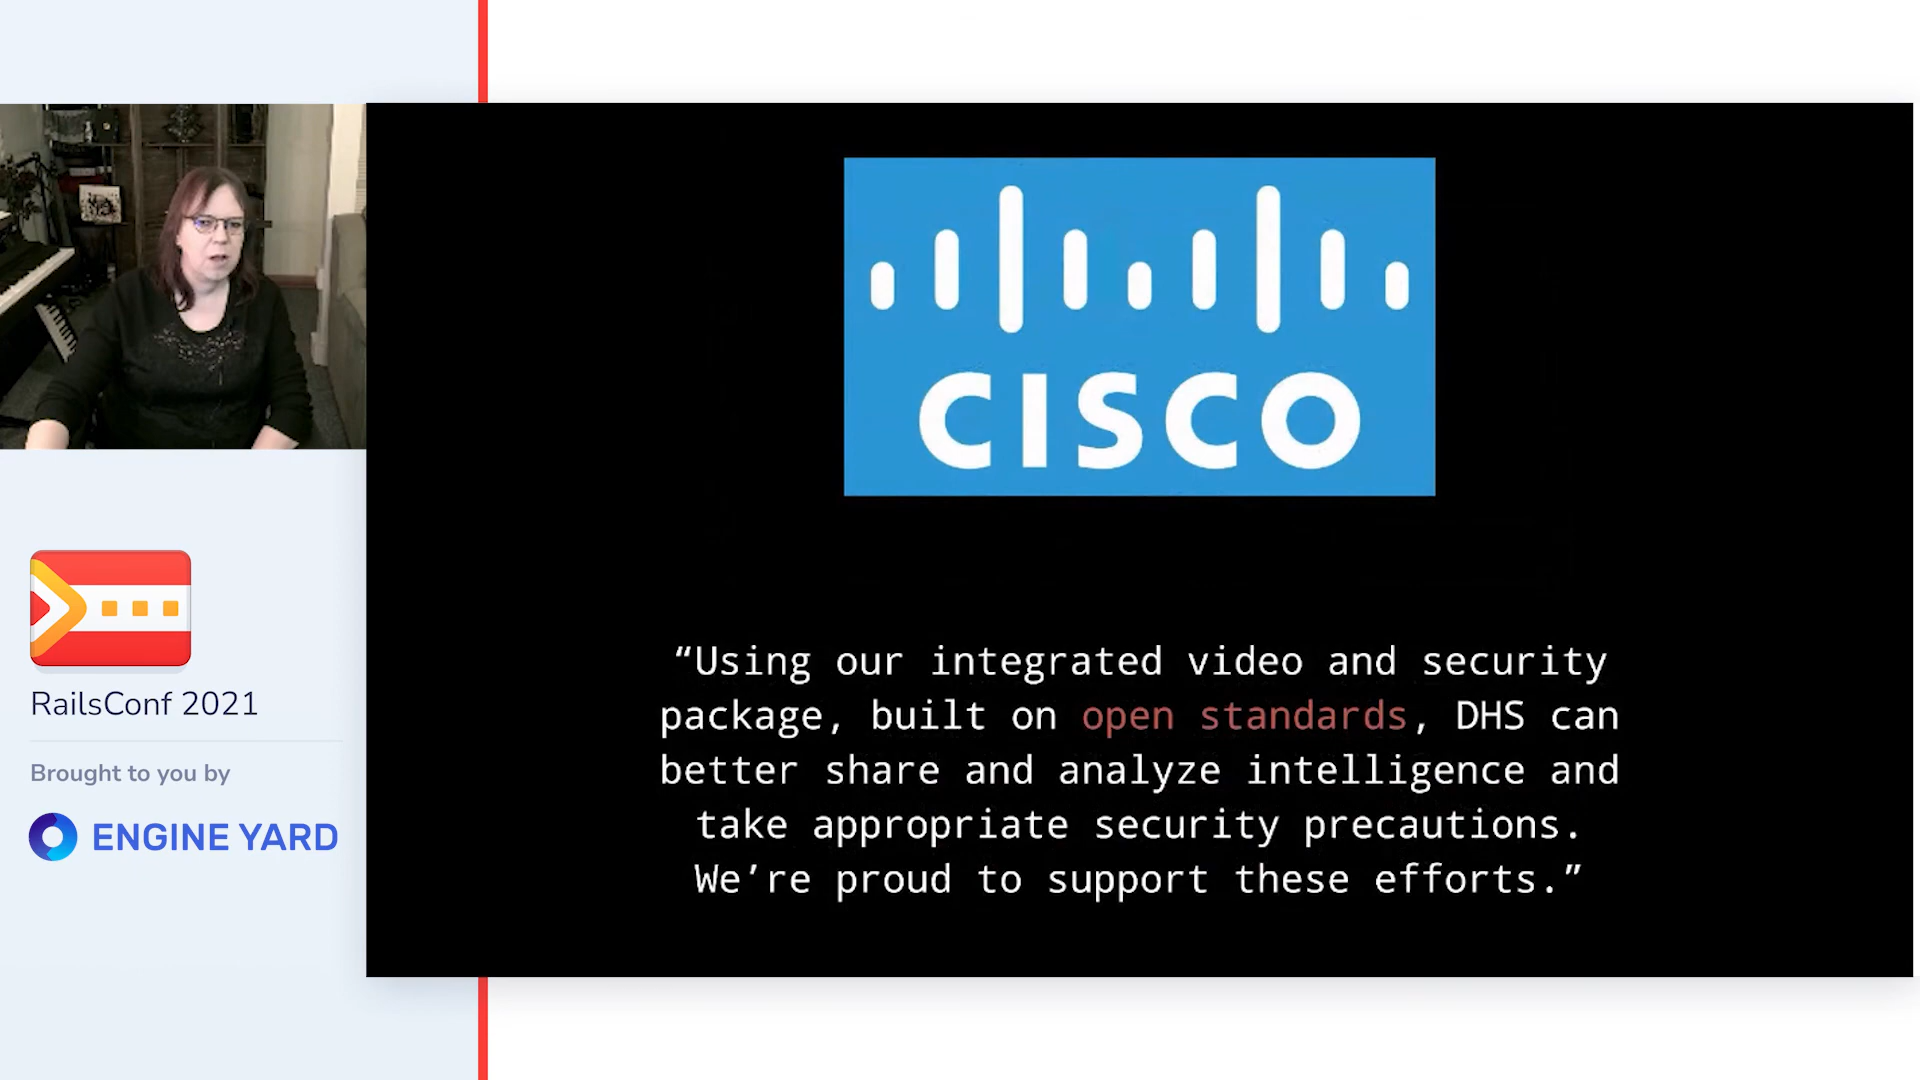 CISCO
“Using our integrated video and security
package, built on open standards, DHS can
better share and analyze intelligence and
take appropriate security precautions.
We’re proud to support these efforts.”
RailsConf 2021
Brought to you by
ENGINE YARD